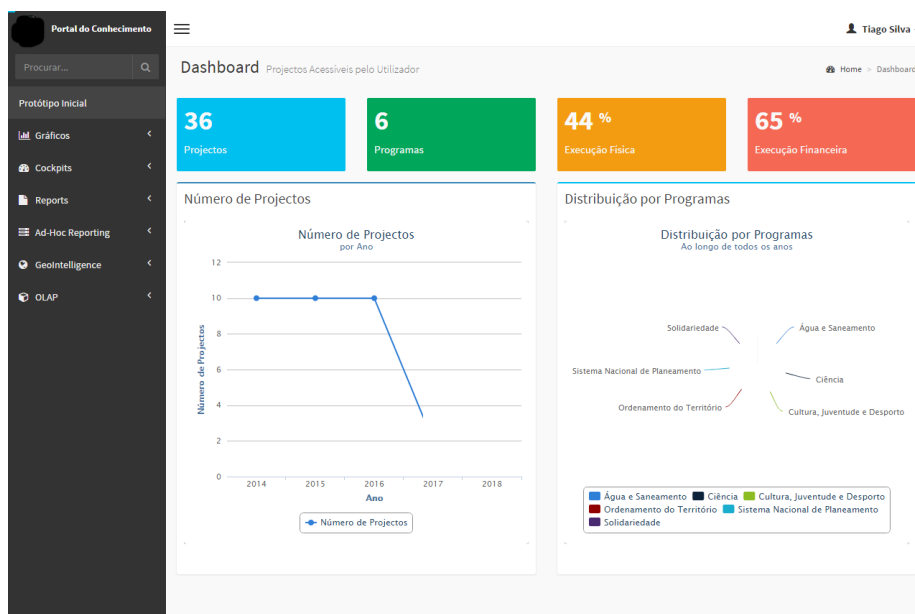 Portal do Conhecimento
Tiago Silva
Procurar...
Dashboard Projectos Acessiveis pelo Utilizador
Home > Dashboard
Protótipo Inicial
Gráficos
Cockpits
Reports
Ad-Hoc Reporting
GeoIntelligence
OLAP
36
Projectos
6
Programas
44 %
Execução Fisica
65 %
Execução Financeira
Número de Projectos
Número de Projectos
por Ano
Número de Projectos
12
10
8
6
4
2
0
2014 2015 2016 2017 2018
Ano
Número de Projectos
Distribuição por Programas
Distribuição por Programas
Ao longo de todos os anos
Solidariedade
Água e Saneamento
Sistema Nacional de Planeamento
Ciência
Ordenamento do Território
Cultura, Juventude e Desporto
Água e Saneamento Ciência Cultura, Juventude e Desporto
Ordenamento do Território Sistema Nacional de Planeamento
Solidariedade